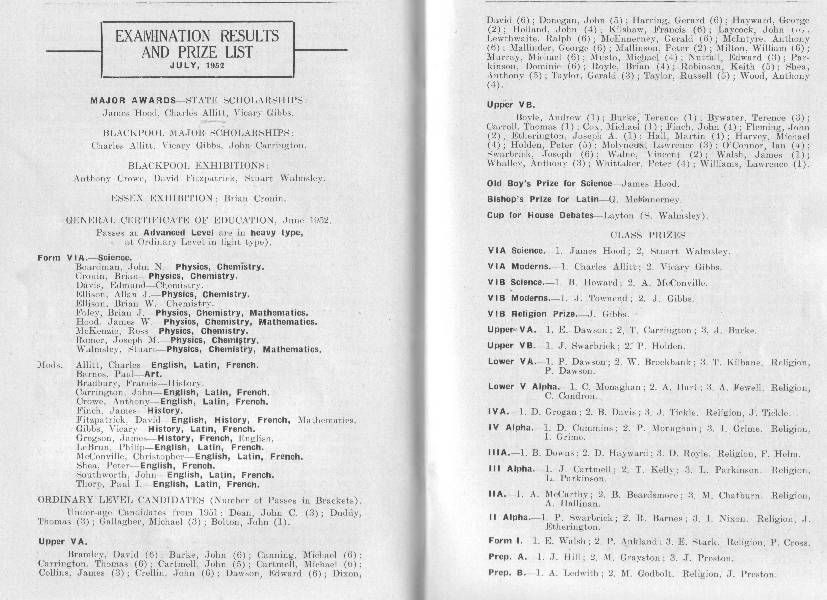 EXAMINATION RESULTS
AND PRIZE LIST
JULY, 1952
MAJOR AWARDS—STATE SCHOLARSHIPS:
James Hood, Charles Allitt, Vicary Gibbs.
BLACKPOOL MAJOR SCHOLARSHIPS:
Charles Allitt, Vicary Gibbs, John Carrington.
BLACKPOOL EXHIBITIONS:
Anthony Crowe, David Fitzpatrick, Stuart Walmsley.
ESSEX EXHIBITION: Brian Cronin.
GENERAL CERTIFICATE OF EDUCATION, June 1952.
Passes at Advanced Level are in heavy type,
at Ordinary Level in light type).
Form VIA.—Science.
Boardman, John N.—Physics, Chemistry.
Cronin, Brian—Physics, Chemistry.
Davis, Edmund—Chemistry.
Ellison, Allan J.—Physics, Chemistry.
Ellison, Brian W.—Chemistry.
Foley, Brian J.—Physics, Chemistry, Mathematics.
Hood, James W.—Physics, Chemistry, Mathematics.
McKenzie, Ross—Physics, Chemistry.
Romer, Joseph M.—Physics, Chemistry.
Walmsley, Stuart—Physics, Chemistry, Mathematics.
Mods. Allitt, Charles—English, Latin, French.
Barnes, Paul—Art.
Bradbury, Francis—History.
Carrington, John—English, Latin, French.
Crowe, Anthony—English, Latin, French.
Finch, James—History.
Fitzpatrick, David—English, History, French, Mathematics.
Gibbs, Vicary—History, Latin, French.
Gregson, James—History, French, English.
LeBrun, Philip—English, Latin, French.
McConville, Christopher—English, Latin, French.
Shea, Peter—English, French.
Southworth, John—English, Latin, French.
Thorp, Paul I.—English, Latin, French.
ORDINARY LEVEL CANDIDATES (Number of Passes in Brackets).
Under-age Candidates from 1951: Dean, John C. (3); Duddy,
Thomas (3); Gallagher, Michael (3); Bolton, John (1).
Upper VA.
Bramley, David (6); Burke, John (6); Canning, Michael (6);
Carrington, Thomas (6); Cartmell, John (5); Cartmell, Michael (6);
Collins, James (3); Crellin, John (6); Dawson, Edward (6); Dixon,
David (6); Donegan, John (5); Harring, Gerard (6); Hayward, George
(2); Holland, John (4); Kilshaw, Francis (6); Laycock, John
Lewthwaite, Ralph (6); McEnnerney, Gerald (6); McIntyre, Anthony
(6); Mallinder, George (6); Mallinson, Peter (2); Milton, William (6);
Murray, Michael (6); Musto, Michael (4); Nuttall, Edward (3); Par-
kinson, Dominic (6); Royle, Brian (4); Robinson, Keith (5); Shea,
Anthony (5); Taylor, Gerald (3); Taylor, Russell (5); Wood, Anthony
(4).
Upper VB.
Boyle, Andrew (1); Burke, Terence (1); Bywater, Terence (3);
Carroll, Thomas (1); Cox, Michael (1); Finch, John (4); Fleming, John
(2); Etherington, Joseph A. (1); Hall, Martin (4); Harvey, Michael
(4); Holden, Peter (5); Molyneux, Lawrence (3); O'Connor, Ian (4);
Swarbrick, Joseph (6); Walne, Vincent (2); Walsh, James (1);
Whalley, Anthony (3); Whittaker, Peter (4); Williams, Lawrence (1).
Old Boy's Prize for Science—James Hood.
Bishop's Prize for Latin—G. McEnnerney.
Cup for House Debates—Layton (S. Walmsley).
CLASS PRIZES
VIA Science.—1. James Hood; 2, Stuart Walmsley.
VIA Moderns.—1. Charles Allitt; 2. Vicary Gibbs.
VIB Science.—1. B. Howard; 2. A. McConville.
VIB Moderns.—1. J. Townend; 2. J. Gibbs.
VIB Religion Prize.—J. Gibbs.
Upper VA.—1. E. Dawson; 2, T. Carrington; 3. J. Burke.
Upper VB.—1. J. Swarbrick; 2. P. Holden.
Lower VA.—1. P. Dawson; 2. W. Brockbank; 3. T. Kilbane. Religion,
P. Dawson.
Lower V Alpha.—1. C. Monaghan; 2. A. Hurl; 3. A. Fewell. Religion,
C. Condron.
IVA.—1. D. Grogan; 2. B. Davis; 3. J. Tickle. Religion, J. Tickle.
IV Alpha.—1. D. Cummins; 2. P. Monaghan; 3. I. Grime. Religion,
I. Grime.
IIIA.—1. B. Downs; 2. D. Hayward; 3. D. Royle. Religion, F. Helm.
III Alpha.—1. J. Cartmell; 2. T. Kelly; 3. L. Parkinson. Religion,
L. Parkinson.
IIA.—1. A. McCarthy; 2. B. Beardsmore; 3. M. Chatburn. Religion,
A. Hallinan.
II Alpha.—1. P. Swarbrick; 2. R. Barnes; 3. I. Nixon. Religion, J.
Etherington.
Form I.—1. E. Walsh; 2. P. Ankland; 3. E. Stark. Religion, P. Cross.
Prep. A.—1. J. Hill; 2. M. Grayston; 3. J. Preston.
Prep. B.—1. A. Ledwith; 2, M. Godbolt. Religion, J. Preston.